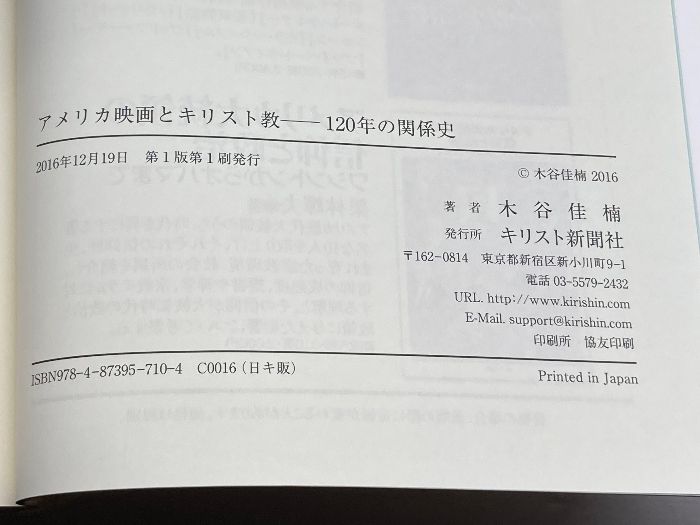 アメリカ映画とキリスト教――120年の関係史
2016年12月19日 第1版第1刷発行
© 木谷佳楠 2016
著 者 木 谷 佳 楠
発行所 キリスト新聞社
〒162-0814 東京都新宿区新小川町9-1
電話 03-5579-2432
URL. http://www.kirishin.com
E-Mail. support@kirishin.com
印刷所 協友印刷
ISBN978-4-87395-710-4 C0016（日キ販）
Printed in Japan